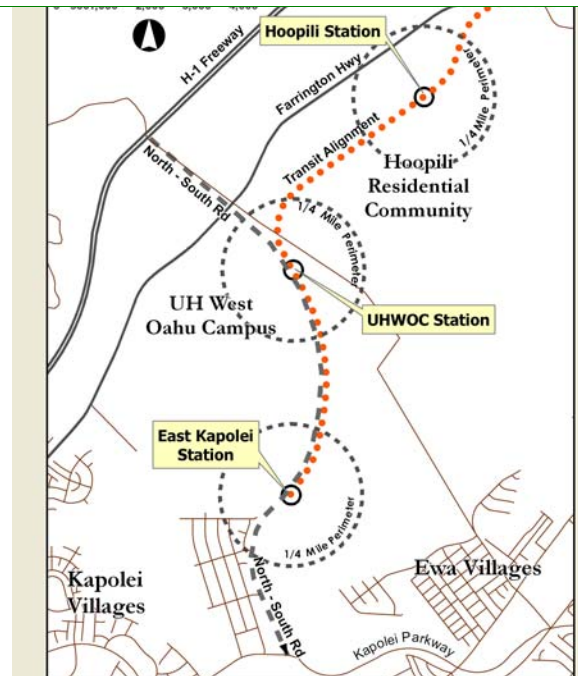 Hoopili Station
H-1 Freeway
Farrington Hwy
1/4 Mile Perimeter
Transit Alignment
Hoopili
Residential
Community
North - South Rd
1/4 Mile Perimeter
UH West
Oahu Campus
UHWOC Station
East Kapolei
Station
1/4 Mile Perimeter
Kapolei
Villages
North - South Rd
Ewa Villages
Kapolei Parkway